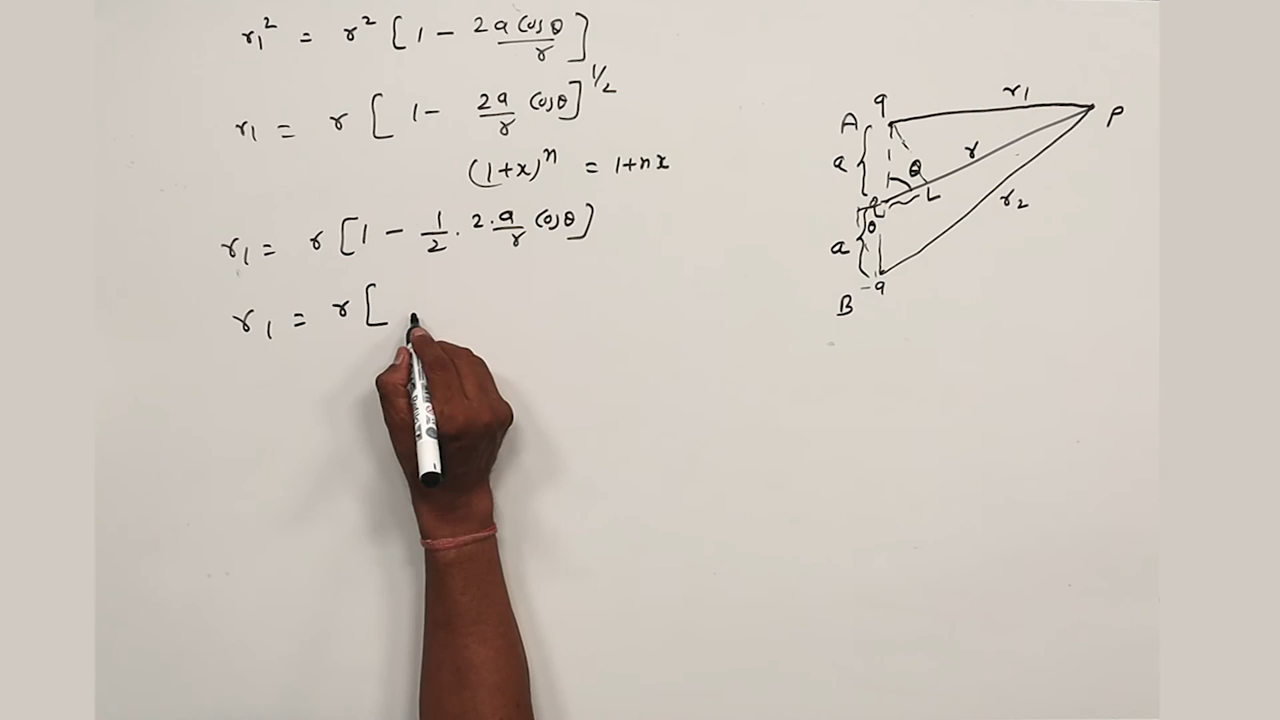 r₁² = r² [1 - 2a cosθ / r]
r₁ = r [1 - 2a/r cosθ]^1/2
(1+x)^n = 1+nx
r₁ = r [1 - 1/2 . 2 . a/r cosθ]
r₁ = r [
q
r₁
A
P
a
θ
r
L
o
r₂
a
θ
-q
B